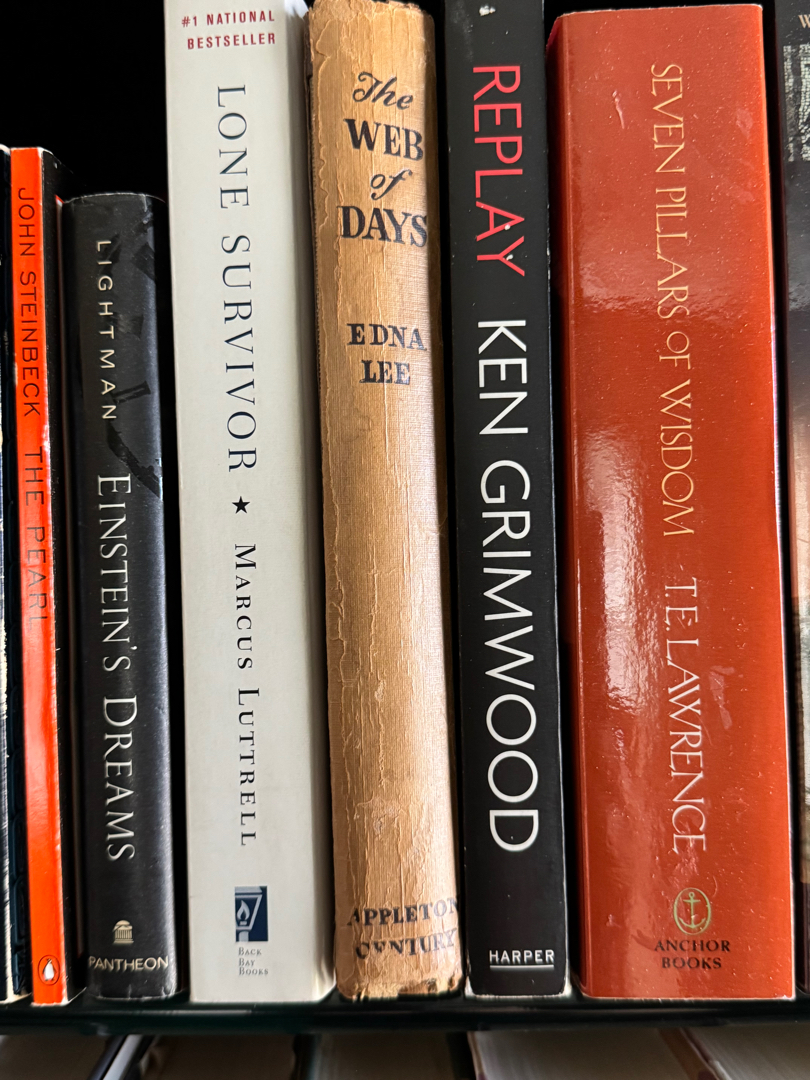 JOHN STEINBECK THE PEARL
LIGHTMAN EINSTEIN'S DREAMS
PANTHEON
#1 NATIONAL
BESTSELLER
LONE SURVIVOR ★ MARCUS LUTTRELL
BACK
BAY
BOOKS
The
WEB
of
DAYS
EDNA
LEE
APPLETON
CENTURY
REPLAY KEN GRIMWOOD
HARPER
SEVEN PILLARS OF WISDOM T.E. LAWRENCE
ANCHOR
BOOKS
W